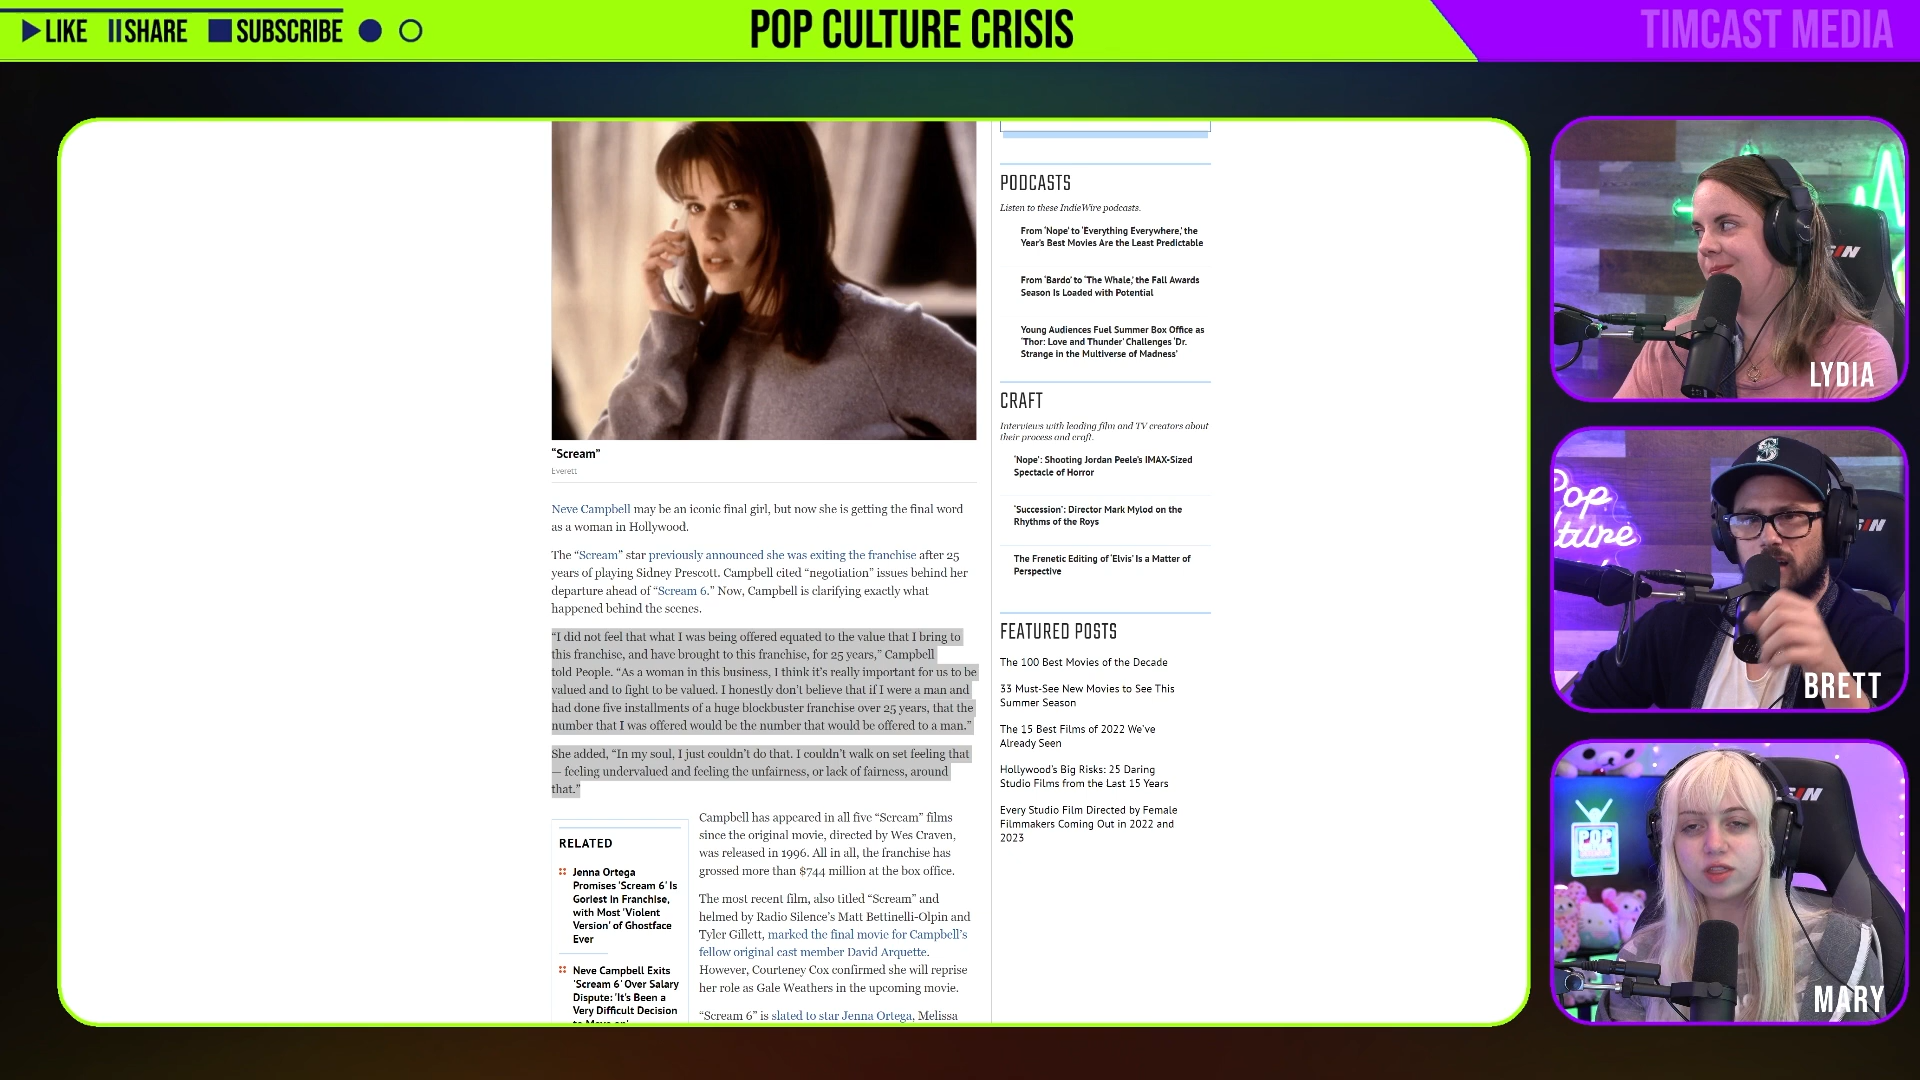 LIKE SHARE SUBSCRIBE
POP CULTURE CRISIS
TIMCAST MEDIA
“Scream”
Everett
Neve Campbell may be an iconic final girl, but now she is getting the final word
as a woman in Hollywood.
The “Scream” star previously announced she was exiting the franchise after 25
years of playing Sidney Prescott. Campbell cited “negotiation” issues behind her
departure ahead of “Scream 6.” Now, Campbell is clarifying exactly what
happened behind the scenes.
“I did not feel that what I was being offered equated to the value that I bring to
this franchise, and have brought to this franchise, for 25 years,” Campbell
told People. “As a woman in this business, I think it’s really important for us to be
valued and to fight to be valued. I honestly don’t believe that if I were a man and
had done five installments of a huge blockbuster franchise over 25 years, that the
number that I was offered would be the number that would be offered to a man.”
She added, “In my soul, I just couldn’t do that. I couldn’t walk on set feeling that
— feeling undervalued and feeling the unfairness, or lack of fairness, around
that.”
RELATED
Jenna Ortega
Promises ‘Scream 6’ Is
Goriest in Franchise,
with Most ‘Violent
Version’ of Ghostface
Ever
Neve Campbell Exits
‘Scream 6’ Over Salary
Dispute: ‘It’s Been a
Very Difficult Decision
to Move on’
Campbell has appeared in all five “Scream” films
since the original movie, directed by Wes Craven,
was released in 1996. All in all, the franchise has
grossed more than $744 million at the box office.
The most recent film, also titled “Scream” and
helmed by Radio Silence’s Matt Bettinelli-Olpin and
Tyler Gillett, marked the final movie for Campbell’s
fellow original cast member David Arquette.
However, Courteney Cox confirmed she will reprise
her role as Gale Weathers in the upcoming movie.
“Scream 6” is slated to star Jenna Ortega, Melissa
PODCASTS
Listen to these IndieWire podcasts.
From ‘Nope’ to ‘Everything Everywhere,’ the
Year’s Best Movies Are the Least Predictable
From ‘Bardo’ to ‘The Whale,’ the Fall Awards
Season Is Loaded with Potential
Young Audiences Fuel Summer Box Office as
‘Thor: Love and Thunder’ Challenges ‘Dr.
Strange in the Multiverse of Madness’
CRAFT
Interviews with leading film and TV creators about
their process and craft.
‘Nope’: Shooting Jordan Peele’s IMAX-Sized
Spectacle of Horror
‘Succession’: Director Mark Mylod on the
Rhythms of the Roys
The Frenetic Editing of ‘Elvis’ Is a Matter of
Perspective
FEATURED POSTS
The 100 Best Movies of the Decade
33 Must-See New Movies to See This
Summer Season
The 15 Best Films of 2022 We’ve
Already Seen
Hollywood’s Big Risks: 25 Daring
Studio Films from the Last 15 Years
Every Studio Film Directed by Female
Filmmakers Coming Out in 2022 and
2023
LYDIA
Pop
lture
S
BRETT
POP
MARY